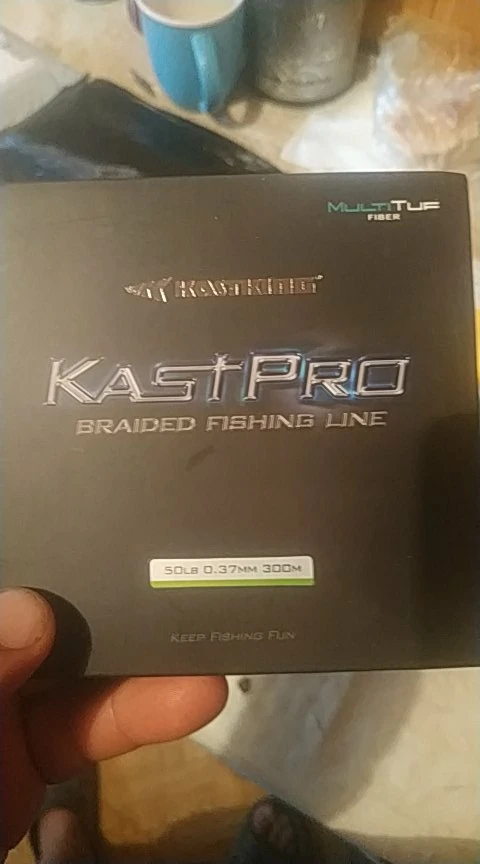 MULTITUF
FIBER
KASTKING
KASTPRO
BRAIDED FISHING LINE
50LB 0.37MM 300M
KEEP FISHING FUN